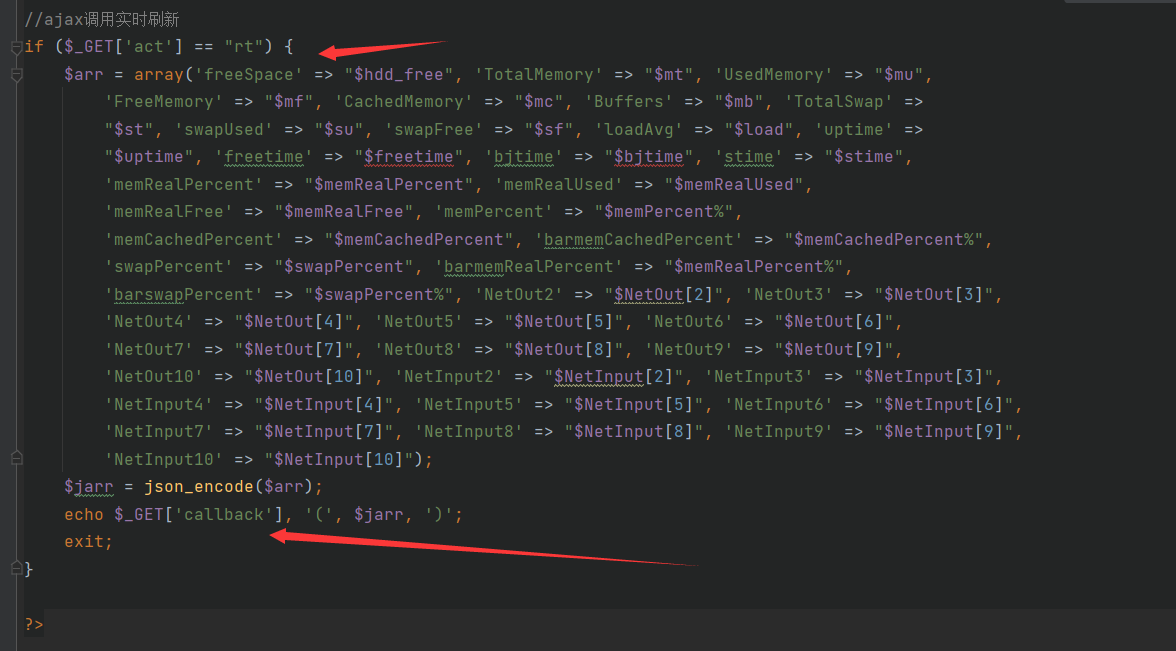 //ajax调用实时刷新
if ($_GET['act'] == "rt") {
$arr = array('freeSpace' => "$hdd_free", 'TotalMemory' => "$mt", 'UsedMemory' => "$mu",
'FreeMemory' => "$mf", 'CachedMemory' => "$mc", 'Buffers' => "$mb", 'TotalSwap' =>
"$st", 'swapUsed' => "$su", 'swapFree' => "$sf", 'loadAvg' => "$load", 'uptime' =>
"$uptime", 'freetime' => "$freetime", 'bjtime' => "$bjtime", 'stime' => "$stime",
'memRealPercent' => "$memRealPercent", 'memRealUsed' => "$memRealUsed",
'memRealFree' => "$memRealFree", 'memPercent' => "$memPercent%",
'memCachedPercent' => "$memCachedPercent", 'barmemCachedPercent' => "$memCachedPercent%",
'swapPercent' => "$swapPercent", 'barmemRealPercent' => "$memRealPercent%",
'barswapPercent' => "$swapPercent%", 'NetOut2' => "$NetOut[2]", 'NetOut3' => "$NetOut[3]",
'NetOut4' => "$NetOut[4]", 'NetOut5' => "$NetOut[5]", 'NetOut6' => "$NetOut[6]",
'NetOut7' => "$NetOut[7]", 'NetOut8' => "$NetOut[8]", 'NetOut9' => "$NetOut[9]",
'NetOut10' => "$NetOut[10]", 'NetInput2' => "$NetInput[2]", 'NetInput3' => "$NetInput[3]",
'NetInput4' => "$NetInput[4]", 'NetInput5' => "$NetInput[5]", 'NetInput6' => "$NetInput[6]",
'NetInput7' => "$NetInput[7]", 'NetInput8' => "$NetInput[8]", 'NetInput9' => "$NetInput[9]",
'NetInput10' => "$NetInput[10]");
$jarr = json_encode($arr);
echo $_GET['callback'], '(', $jarr, ')';
exit;
}
?>